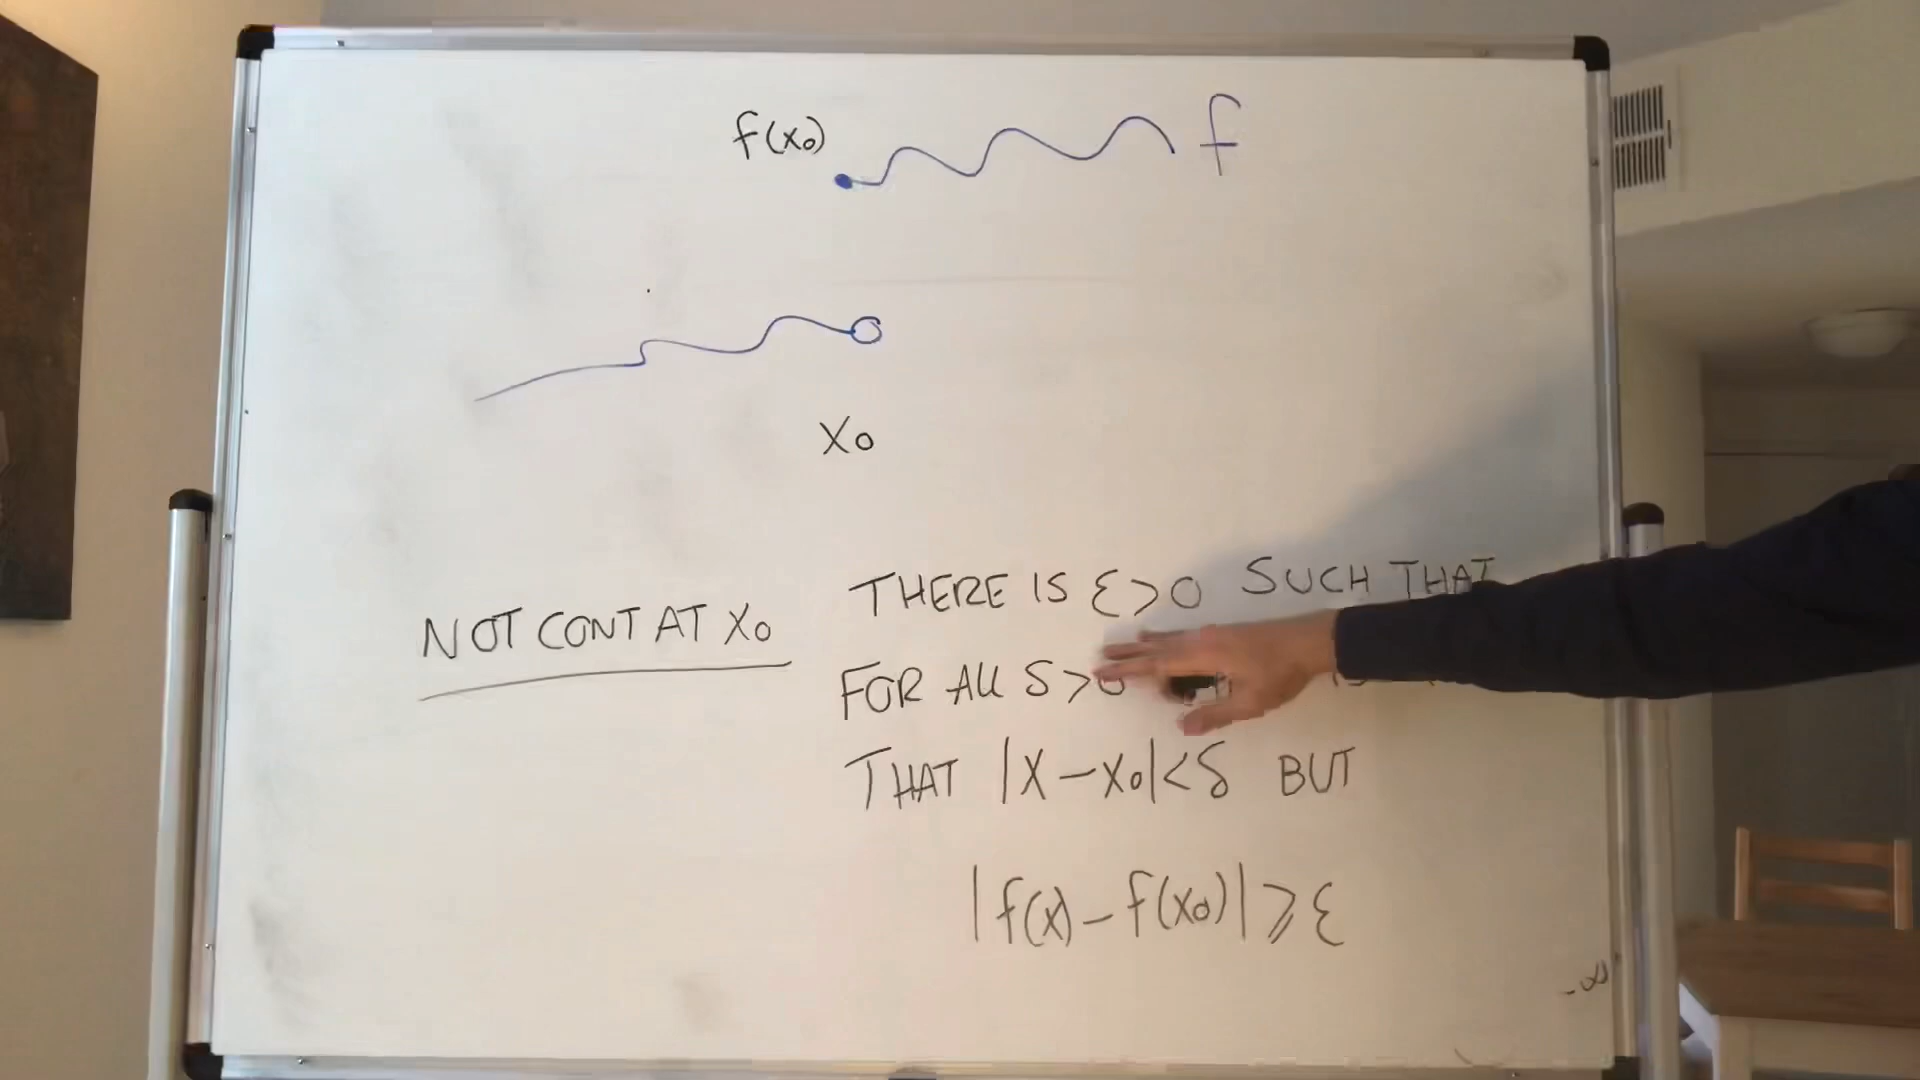 f(x₀) f
x₀
NOT CONT AT x₀
THERE IS ε>0 SUCH THAT
FOR ALL δ>0
THAT |x-x₀|<δ BUT
|f(x)-f(x₀)|⩾ε
-∞